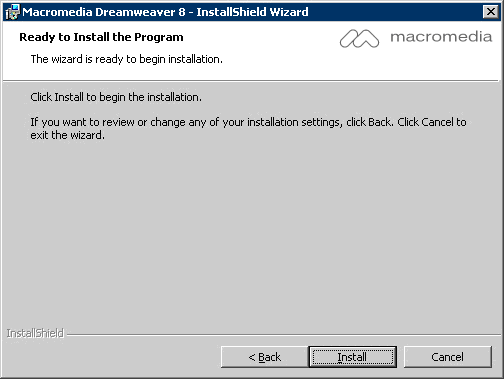 Macromedia Dreamweaver 8 - InstallShield Wizard
Ready to Install the Program
The wizard is ready to begin installation.
macromedia
Click Install to begin the installation.
If you want to review or change any of your installation settings, click Back. Click Cancel to
exit the wizard.
InstallShield
< Back
Install
Cancel